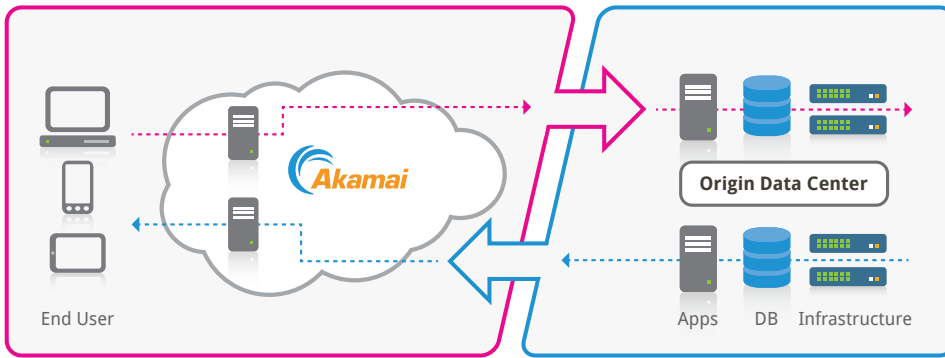 Akamai
Origin Data Center
End User
Apps
DB
Infrastructure